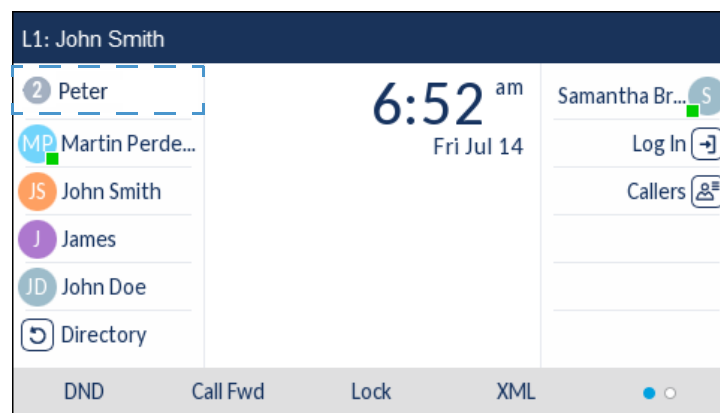 L1: John Smith
2 Peter
MP Martin Perde...
JS John Smith
J James
JD John Doe
Directory
6:52 am
Fri Jul 14
Samantha Br... S
Log In
Callers
DND Call Fwd Lock XML